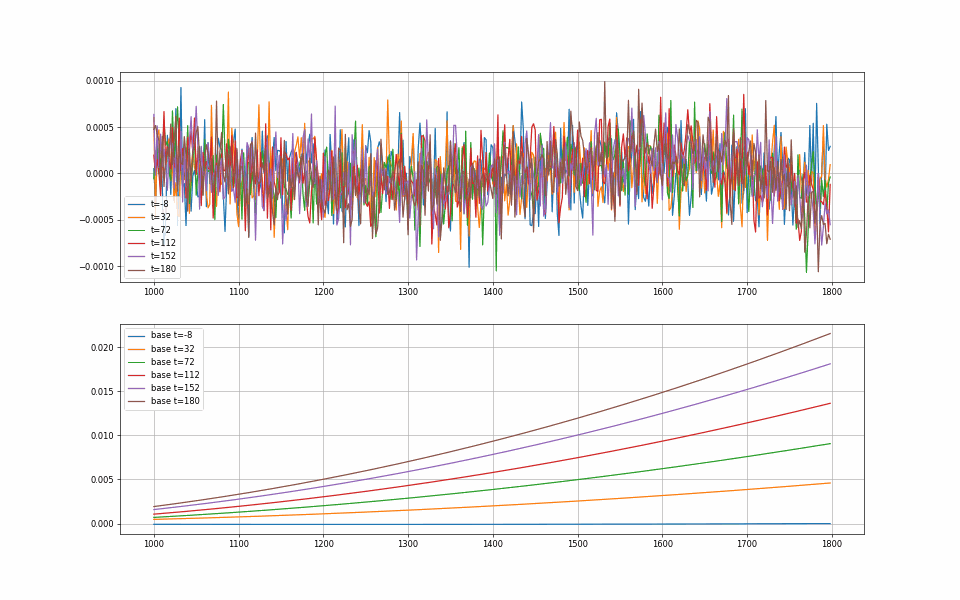 0.0010
0.0005
0.0000
−0.0005
−0.0010
t=-8
t=32
t=72
t=112
t=152
t=180
1000 1100 1200 1300 1400 1500 1600 1700 1800
0.020
0.015
0.010
0.005
0.000
base t=-8
base t=32
base t=72
base t=112
base t=152
base t=180
1000 1100 1200 1300 1400 1500 1600 1700 1800